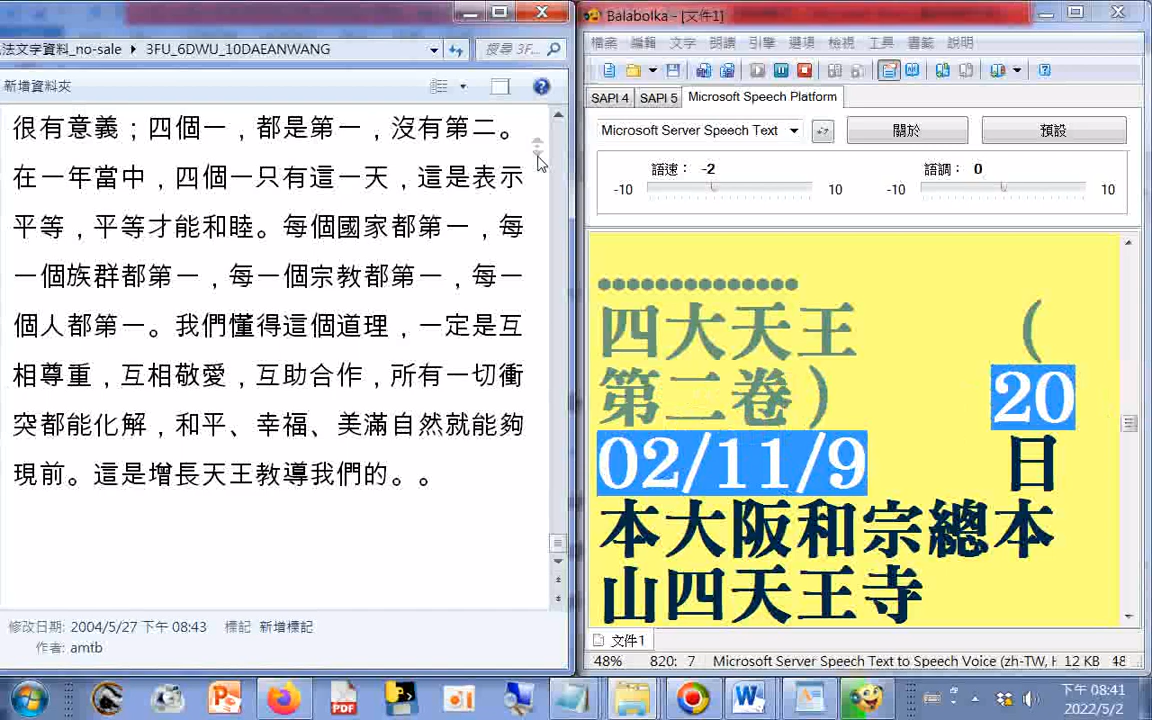 法文字資料_no-sale ▸ 3FU_6DWU_10DAEANWANG
搜尋 3F...
新增資料夾
很有意義；四個一，都是第一，沒有第二。
在一年當中，四個一只有這一天，這是表示
平等，平等才能和睦。每個國家都第一，每
一個族群都第一，每一個宗教都第一，每一
個人都第一。我們懂得這個道理，一定是互
相尊重，互相敬愛，互助合作，所有一切衝
突都能化解，和平、幸福、美滿自然就能夠
現前。這是增長天王教導我們的。。
修改日期: 2004/5/27 下午 08:43 標記: 新增標記
作者: amtb
Balabolka - [文件1]
檔案 編輯 文字 朗讀 引擎 選項 檢視 工具 書籤 說明
SAPI 4 SAPI 5 Microsoft Speech Platform
Microsoft Server Speech Text 關於 預設
語速： -2 語調： 0
-10 10 -10 10
●●●●●●●●●●●●●●
四大天王 （
第二卷） 20
02/11/9 日
本大阪和宗總本
山四天王寺
文件1
48% 820: 7 Microsoft Server Speech Text to Speech Voice (zh-TW, H 12 KB 48
下午 08:41
2022/5/2